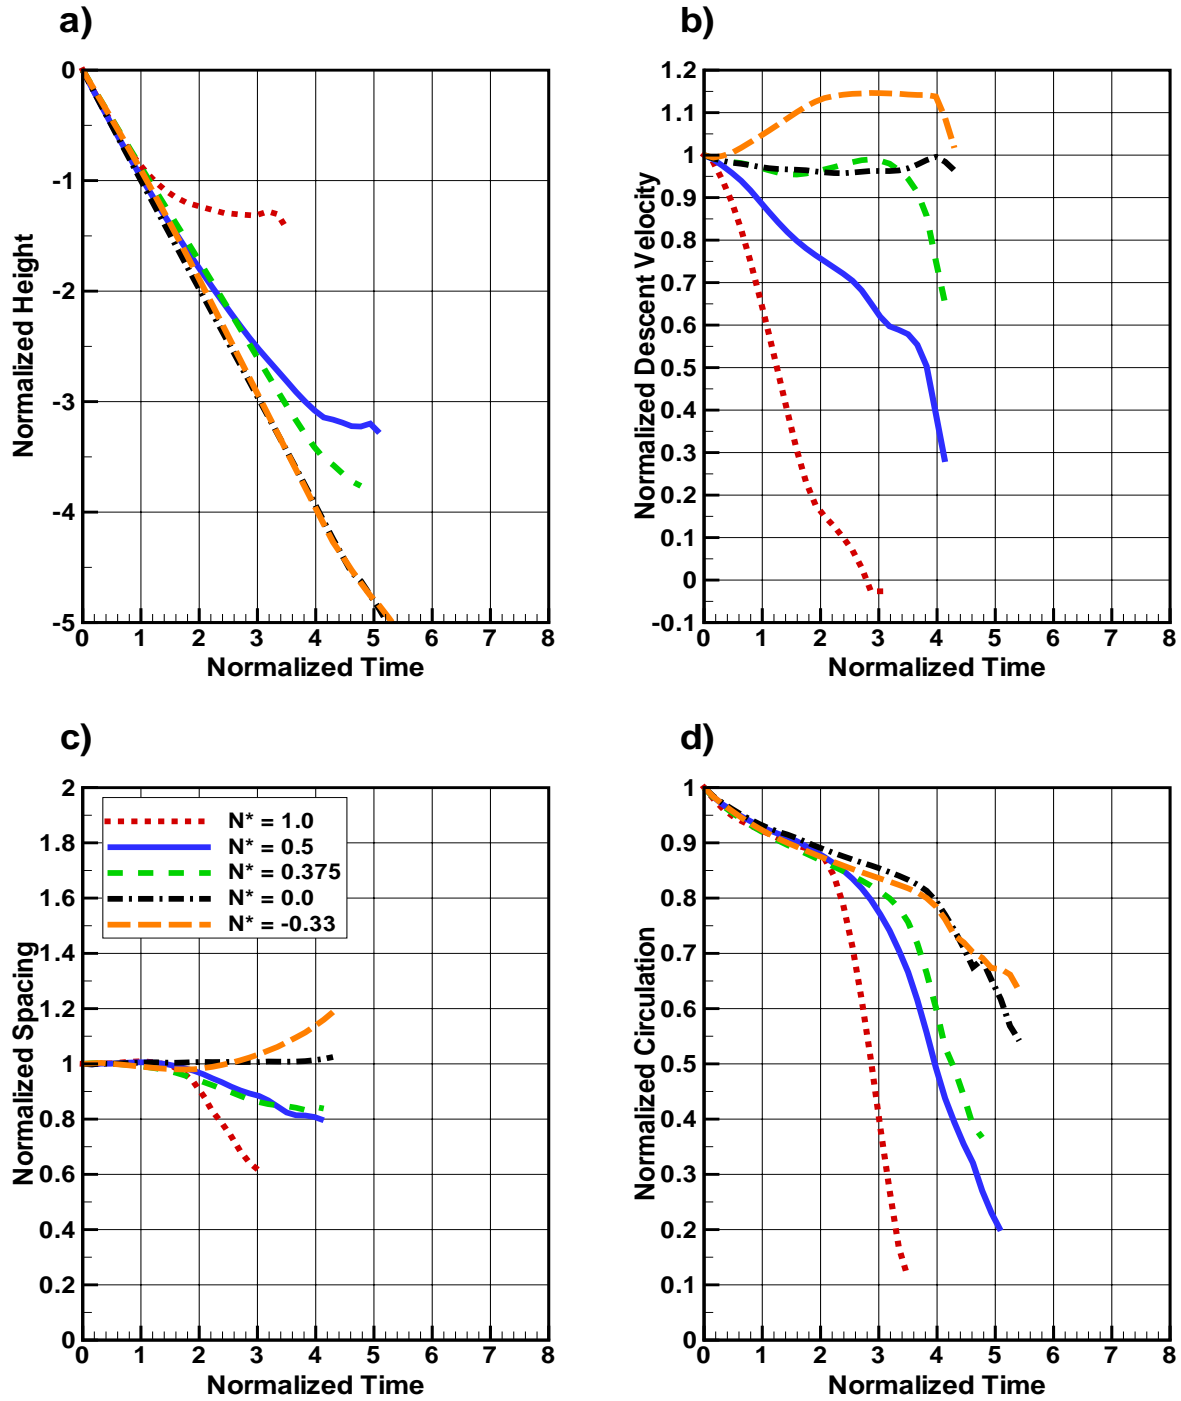 a)
0
-1
-2
-3
-4
-5
Normalized Height
0 1 2 3 4 5 6 7 8
Normalized Time
b)
1.2
1.1
1
0.9
0.8
0.7
0.6
0.5
0.4
0.3
0.2
0.1
0
-0.1
Normalized Descent Velocity
0 1 2 3 4 5 6 7 8
Normalized Time
c)
2
1.8
1.6
1.4
1.2
1
0.8
0.6
0.4
0.2
0
Normalized Spacing
N* = 1.0
N* = 0.5
N* = 0.375
N* = 0.0
N* = -0.33
0 1 2 3 4 5 6 7 8
Normalized Time
d)
1
0.9
0.8
0.7
0.6
0.5
0.4
0.3
0.2
0.1
0
Normalized Circulation
0 1 2 3 4 5 6 7 8
Normalized Time